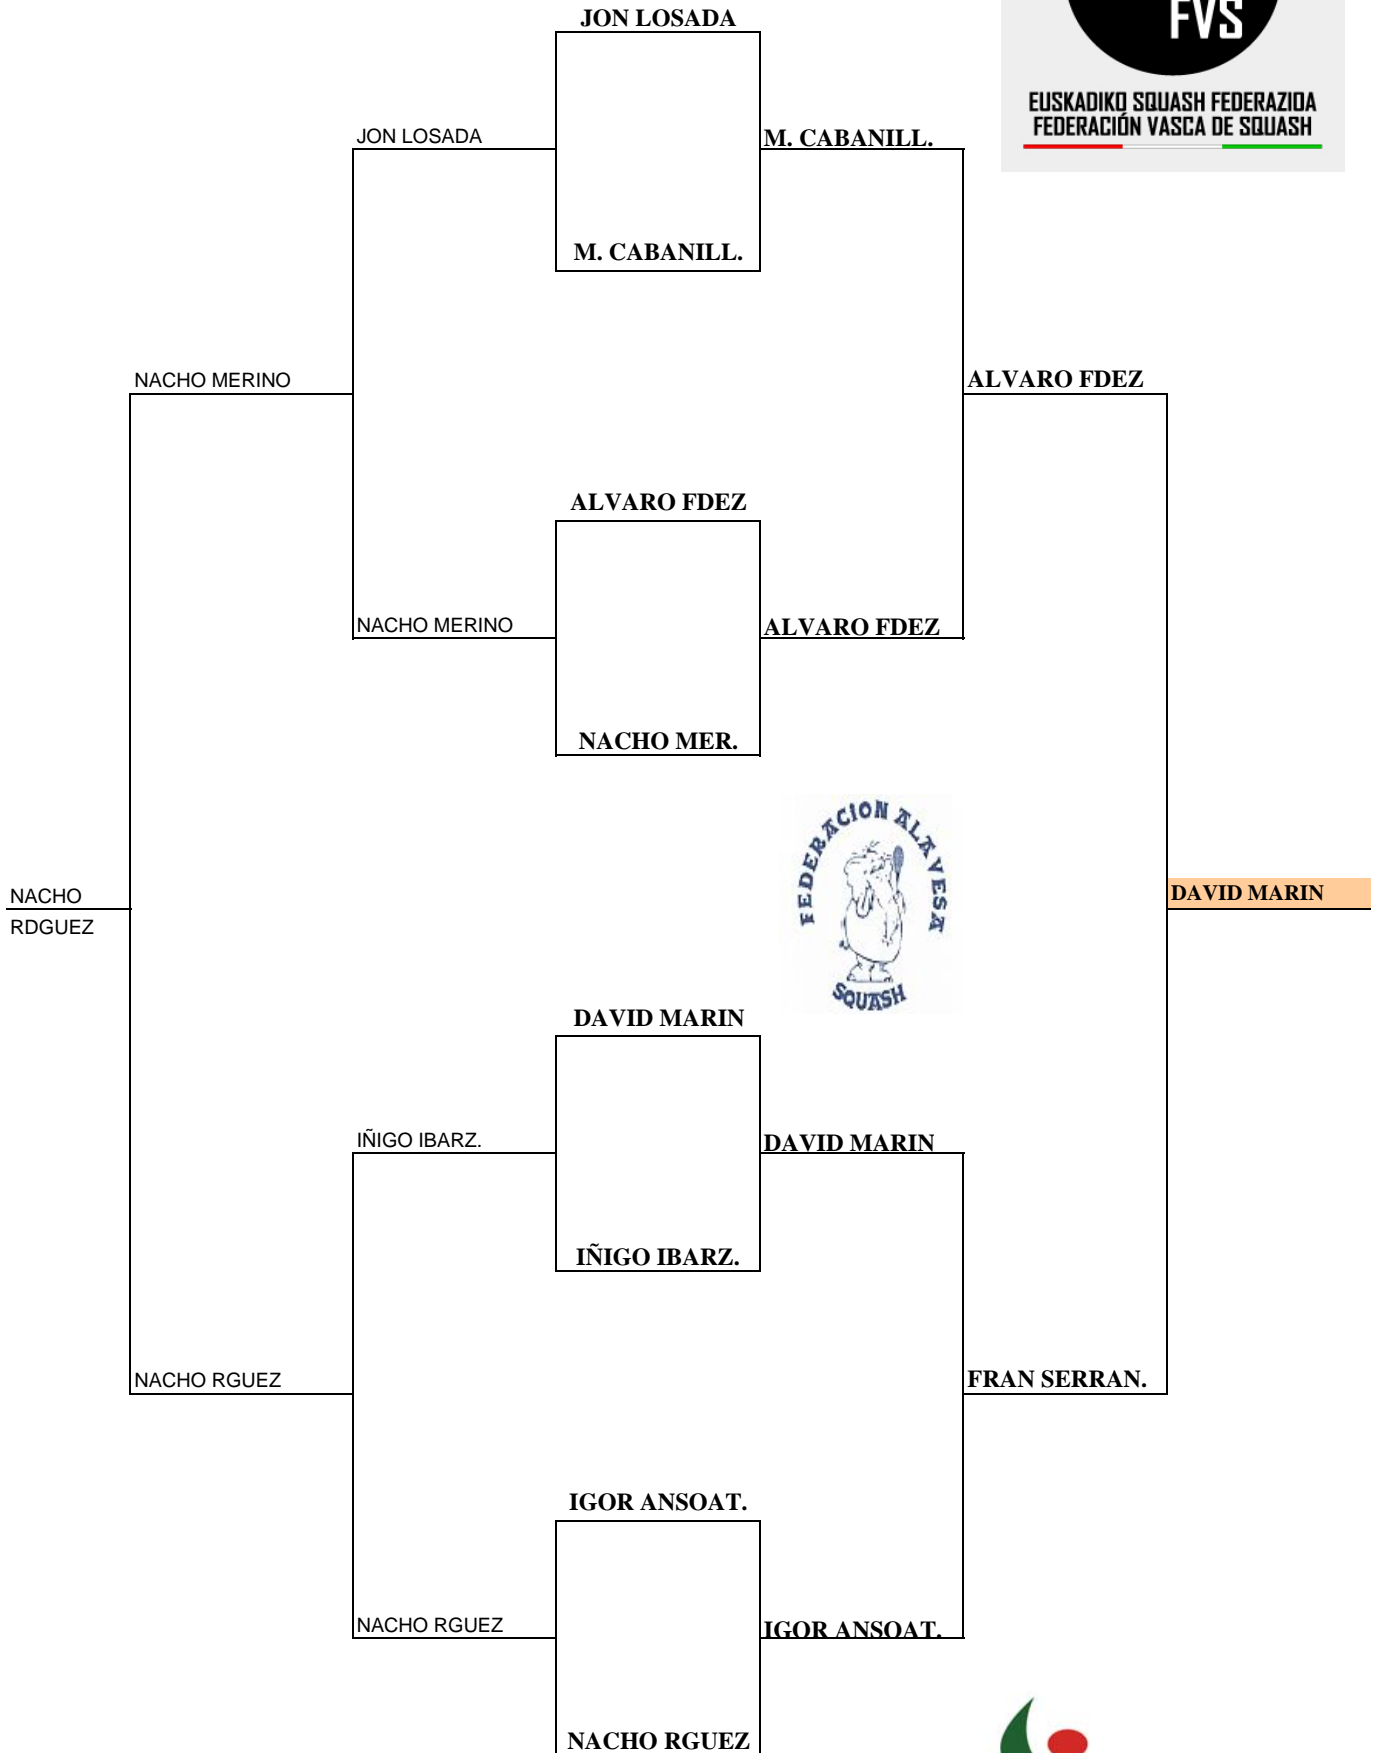 JON LOSADA
FVS
EUSKADIKO SQUASH FEDERAZIOA
FEDERACIÓN VASCA DE SQUASH
JON LOSADA
M. CABANILL.
M. CABANILL.
NACHO MERINO
ALVARO FDEZ
ALVARO FDEZ
NACHO MERINO
ALVARO FDEZ
NACHO MER.
FEDERACION ALAVESA
SQUASH
NACHO
RDGUEZ
DAVID MARIN
DAVID MARIN
IÑIGO IBARZ.
DAVID MARIN
IÑIGO IBARZ.
NACHO RGUEZ
FRAN SERRAN.
IGOR ANSOAT.
NACHO RGUEZ
IGOR ANSOAT.
NACHO RGUEZ